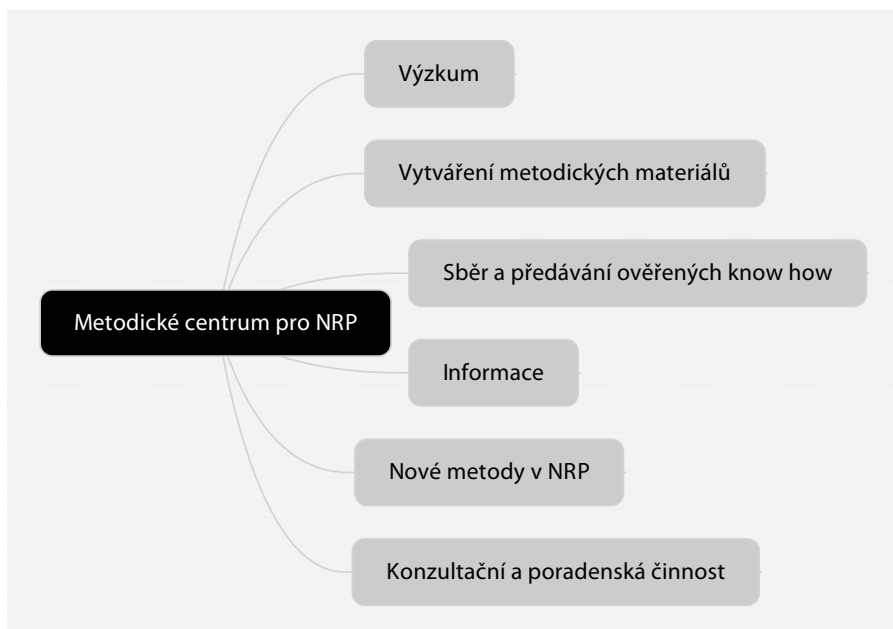 Výzkum
Vytváření metodických materiálů
Sběr a předávání ověřených know how
Metodické centrum pro NRP
Informace
Nové metody v NRP
Konzultační a poradenská činnost